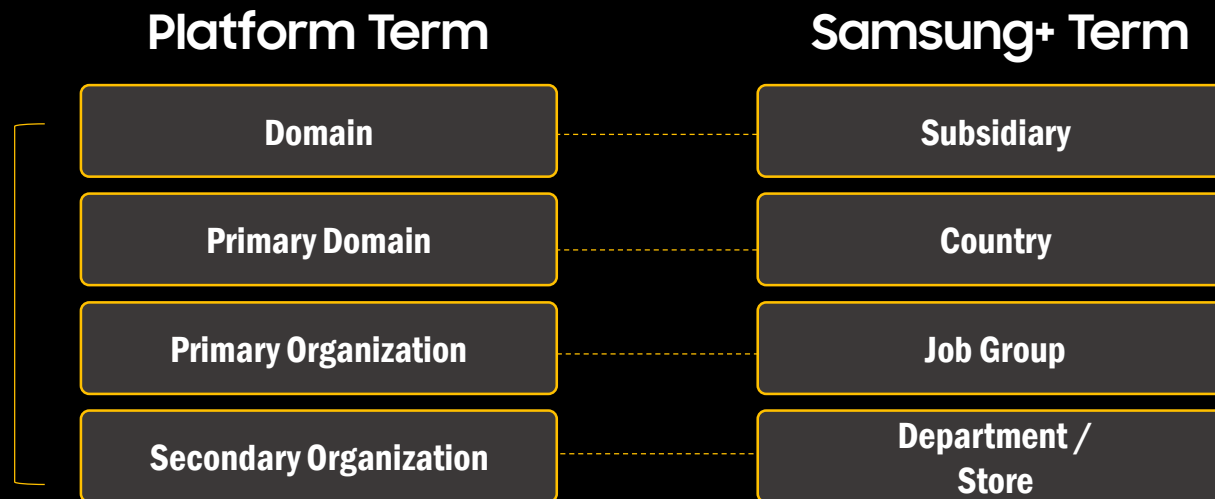 Platform Term
Samsung+ Term
Domain
Subsidiary
Primary Domain
Country
Primary Organization
Job Group
Secondary Organization
Department /
Store